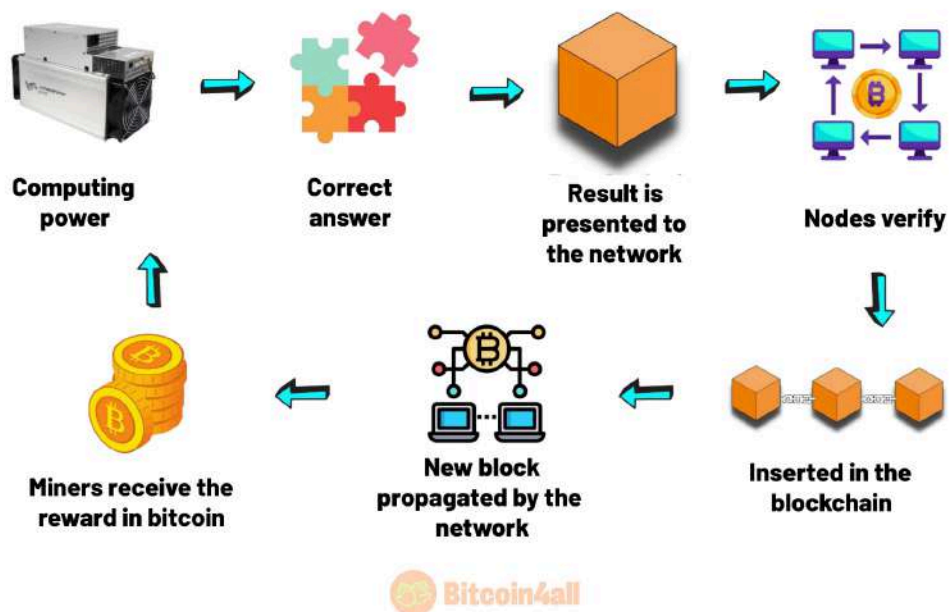 Computing
power
Correct
answer
Result is
presented to
the network
Nodes verify
Inserted in the
blockchain
New block
propagated by the
network
Miners receive the
reward in bitcoin
Bitcoin4all